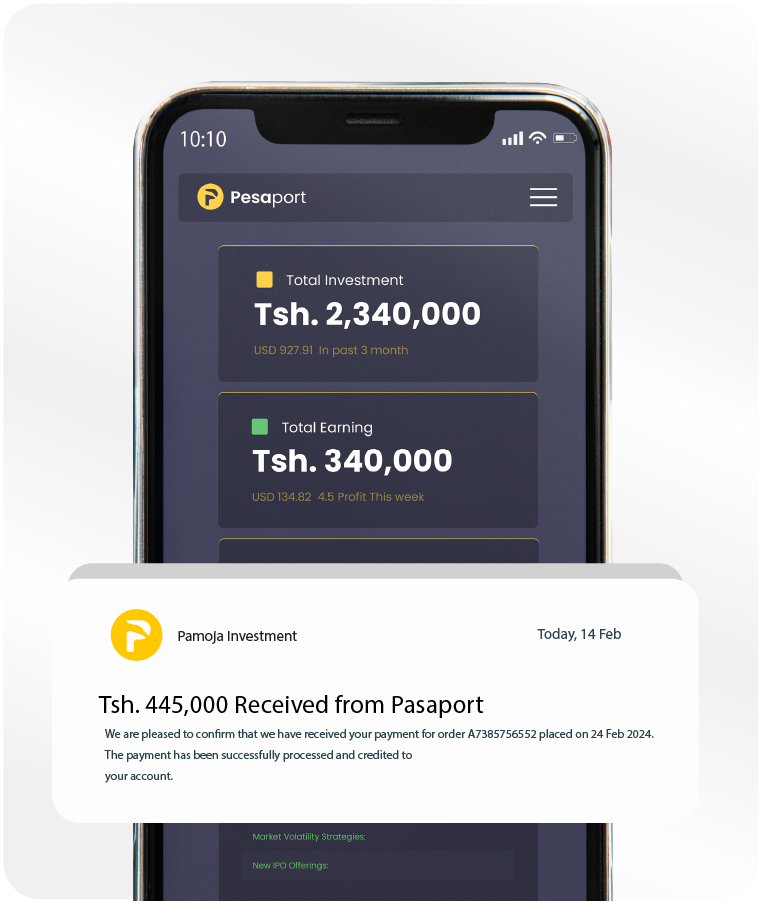 10:10
Pesaport
Total Investment
Tsh. 2,340,000
USD 927.91 In past 3 month
Total Earning
Tsh. 340,000
USD 134.82 4.5 Profit This week
Pamoja Investment
Today, 14 Feb
Tsh. 445,000 Received from Pasaport
We are pleased to confirm that we have received your payment for order A7385756552 placed on 24 Feb 2024.
The payment has been successfully processed and credited to
your account.
Market Volatility Strategies:
New IPO Offerings: